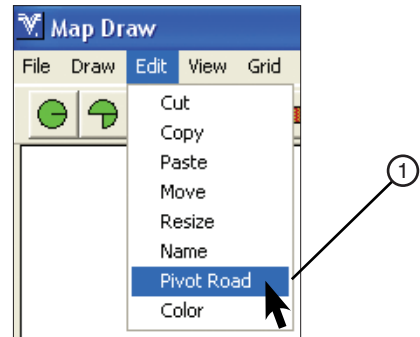 Map Draw
File Draw Edit View Grid
Cut
Copy
Paste
Move
Resize
Name
Pivot Road
Color
1